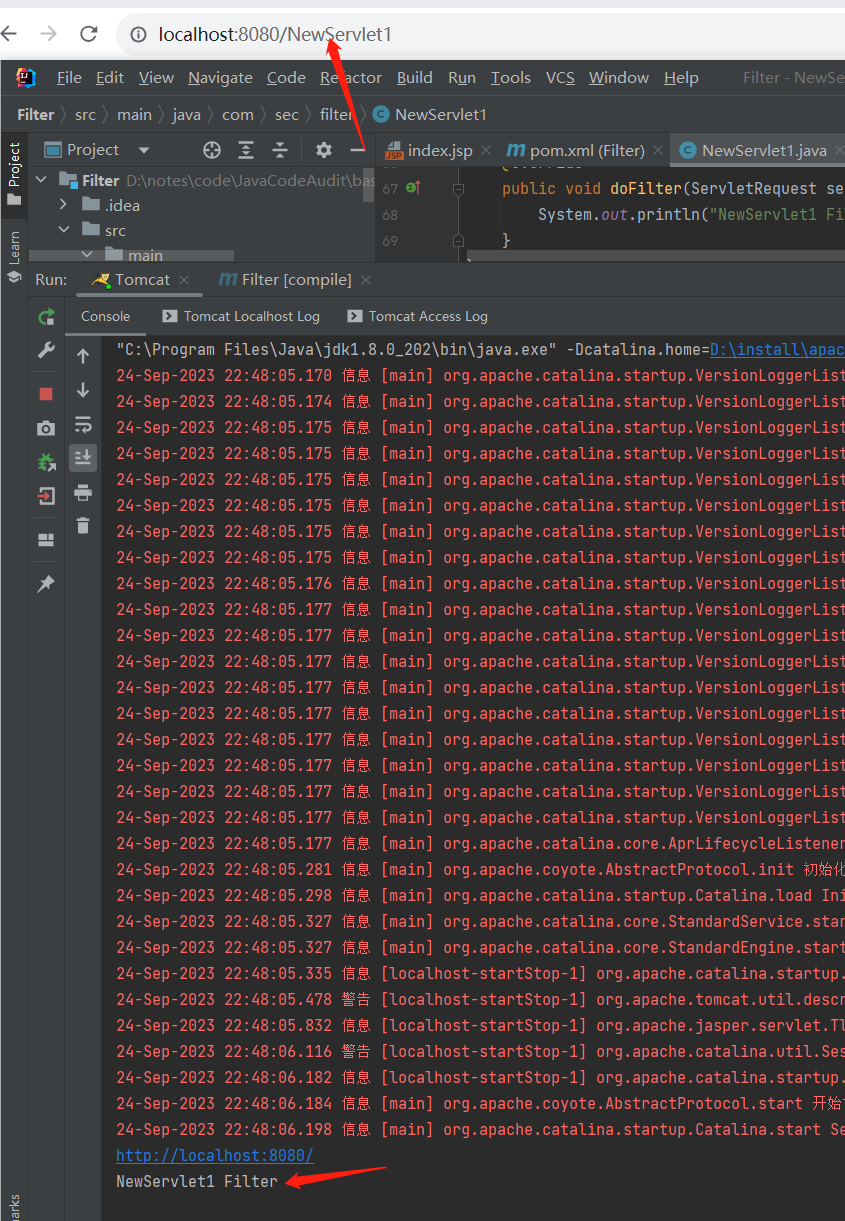 localhost:8080/NewServlet1
File Edit View Navigate Code Refactor Build Run Tools VCS Window Help Filter - NewSe
Filter src main java com sec filter NewServlet1
Project
Project
index.jsp
pom.xml (Filter)
NewServlet1.java
Filter D:\notes\code\JavaCodeAudit\bas
.idea
src
main
67 public void doFilter(ServletRequest se
68 System.out.println("NewServlet1 Fi
69 }
Learn
Run: Tomcat Filter [compile]
Console Tomcat Localhost Log Tomcat Access Log
"C:\Program Files\Java\jdk1.8.0_202\bin\java.exe" -Dcatalina.home=D:\install\apac
24-Sep-2023 22:48:05.170 信息 [main] org.apache.catalina.startup.VersionLoggerList
24-Sep-2023 22:48:05.174 信息 [main] org.apache.catalina.startup.VersionLoggerList
24-Sep-2023 22:48:05.175 信息 [main] org.apache.catalina.startup.VersionLoggerList
24-Sep-2023 22:48:05.175 信息 [main] org.apache.catalina.startup.VersionLoggerList
24-Sep-2023 22:48:05.175 信息 [main] org.apache.catalina.startup.VersionLoggerList
24-Sep-2023 22:48:05.175 信息 [main] org.apache.catalina.startup.VersionLoggerList
24-Sep-2023 22:48:05.175 信息 [main] org.apache.catalina.startup.VersionLoggerList
24-Sep-2023 22:48:05.175 信息 [main] org.apache.catalina.startup.VersionLoggerList
24-Sep-2023 22:48:05.176 信息 [main] org.apache.catalina.startup.VersionLoggerList
24-Sep-2023 22:48:05.177 信息 [main] org.apache.catalina.startup.VersionLoggerList
24-Sep-2023 22:48:05.177 信息 [main] org.apache.catalina.startup.VersionLoggerList
24-Sep-2023 22:48:05.177 信息 [main] org.apache.catalina.startup.VersionLoggerList
24-Sep-2023 22:48:05.177 信息 [main] org.apache.catalina.startup.VersionLoggerList
24-Sep-2023 22:48:05.177 信息 [main] org.apache.catalina.startup.VersionLoggerList
24-Sep-2023 22:48:05.177 信息 [main] org.apache.catalina.startup.VersionLoggerList
24-Sep-2023 22:48:05.177 信息 [main] org.apache.catalina.startup.VersionLoggerList
24-Sep-2023 22:48:05.177 信息 [main] org.apache.catalina.startup.VersionLoggerList
24-Sep-2023 22:48:05.177 信息 [main] org.apache.catalina.startup.VersionLoggerList
24-Sep-2023 22:48:05.177 信息 [main] org.apache.catalina.core.AprLifecycleListener
24-Sep-2023 22:48:05.281 信息 [main] org.apache.coyote.AbstractProtocol.init 初始化
24-Sep-2023 22:48:05.298 信息 [main] org.apache.catalina.startup.Catalina.load Ini
24-Sep-2023 22:48:05.327 信息 [main] org.apache.catalina.core.StandardService.star
24-Sep-2023 22:48:05.327 信息 [main] org.apache.catalina.core.StandardEngine.start
24-Sep-2023 22:48:05.335 信息 [localhost-startStop-1] org.apache.catalina.startup.
24-Sep-2023 22:48:05.478 警告 [localhost-startStop-1] org.apache.tomcat.util.descr
24-Sep-2023 22:48:05.832 信息 [localhost-startStop-1] org.apache.jasper.servlet.Tl
24-Sep-2023 22:48:06.116 警告 [localhost-startStop-1] org.apache.catalina.util.Ses
24-Sep-2023 22:48:06.182 信息 [localhost-startStop-1] org.apache.catalina.startup.
24-Sep-2023 22:48:06.184 信息 [main] org.apache.coyote.AbstractProtocol.start 开始
24-Sep-2023 22:48:06.198 信息 [main] org.apache.catalina.startup.Catalina.start Se
http://localhost:8080/
NewServlet1 Filter
arks